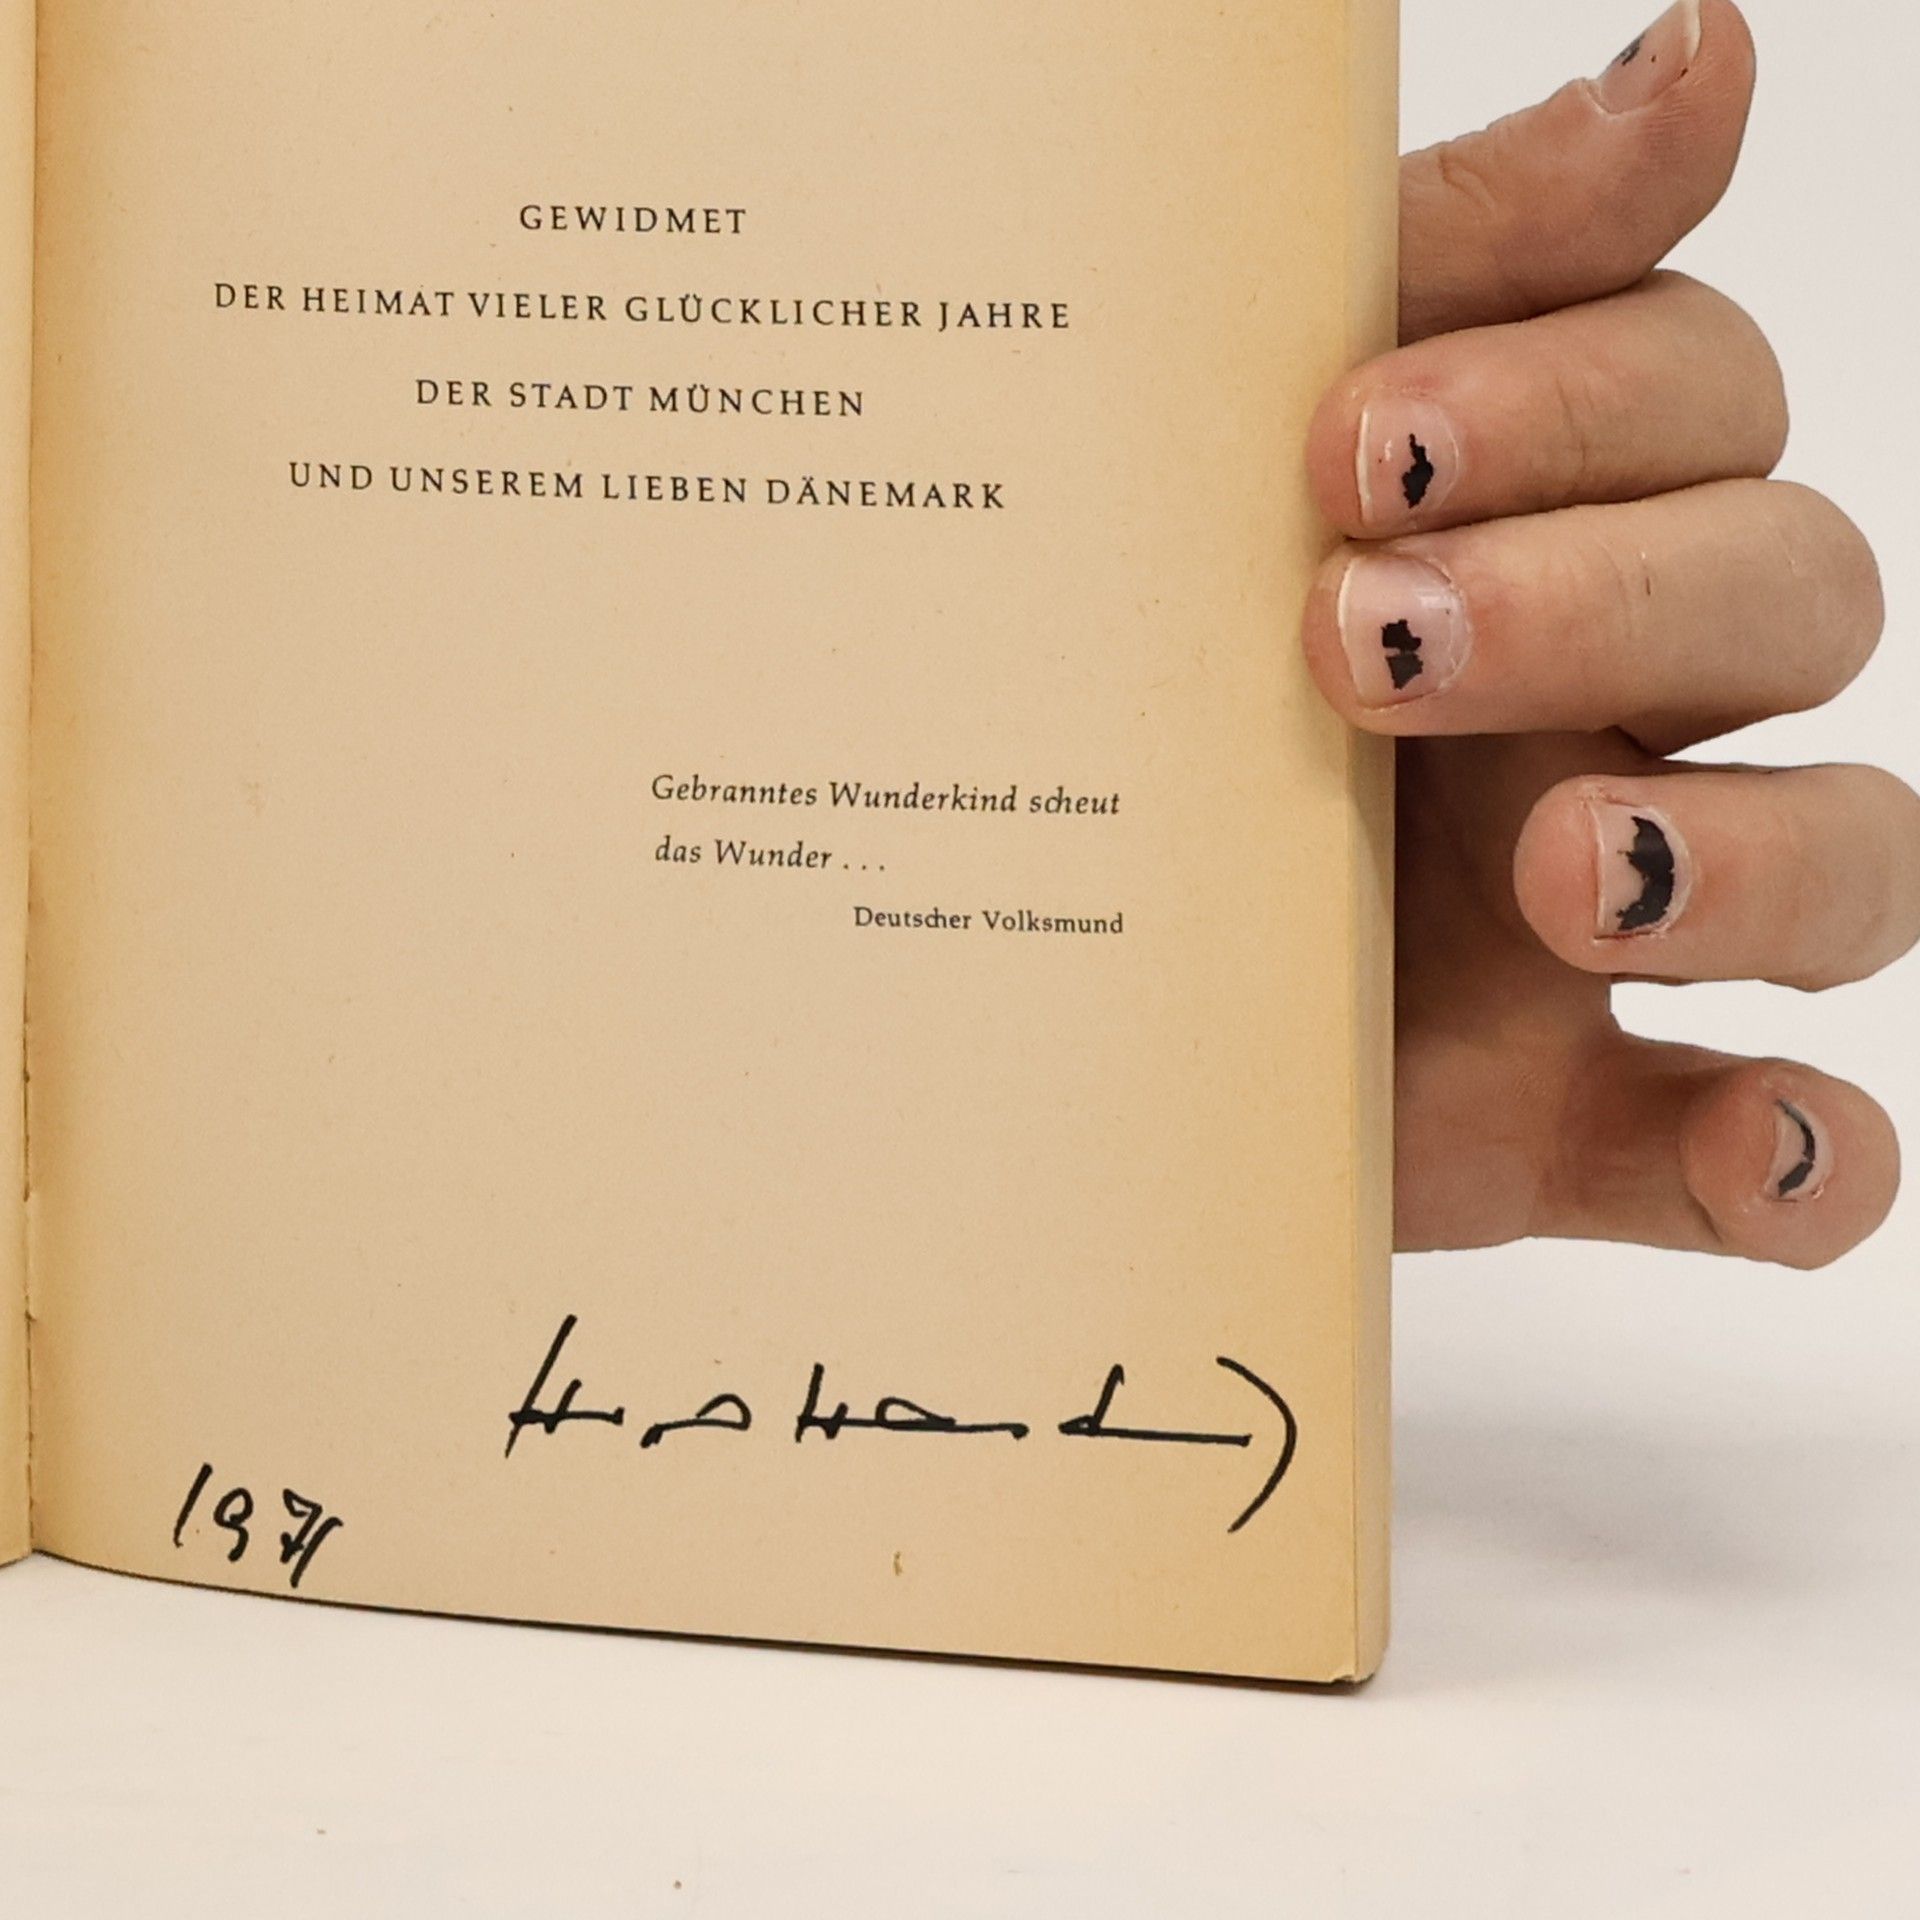 GEWIDMET
DER HEIMAT VIELER GLÜCKLICHER JAHRE
DER STADT MÜNCHEN
UND UNSEREM LIEBEN DÄNEMARK
Gebranntes Wunderkind scheut
das Wunder . . .
Deutscher Volksmund
1971